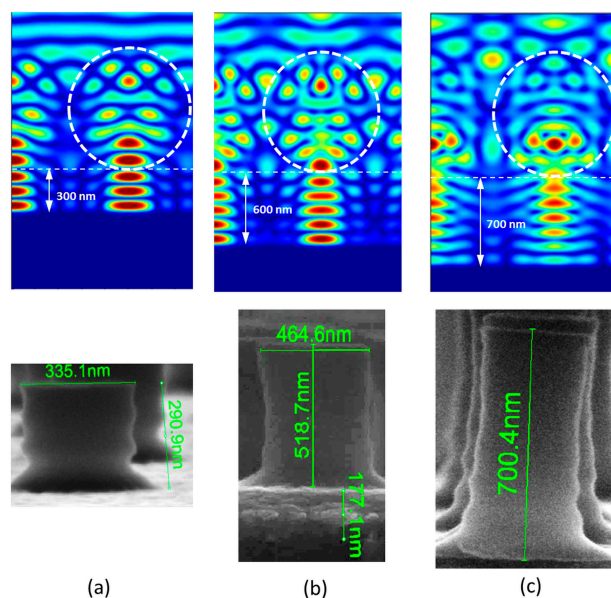 300 nm
600 nm
700 nm
335.1nm
290.9nm
464.6nm
518.7nm
177.1nm
700.4nm
(a)
(b)
(c)